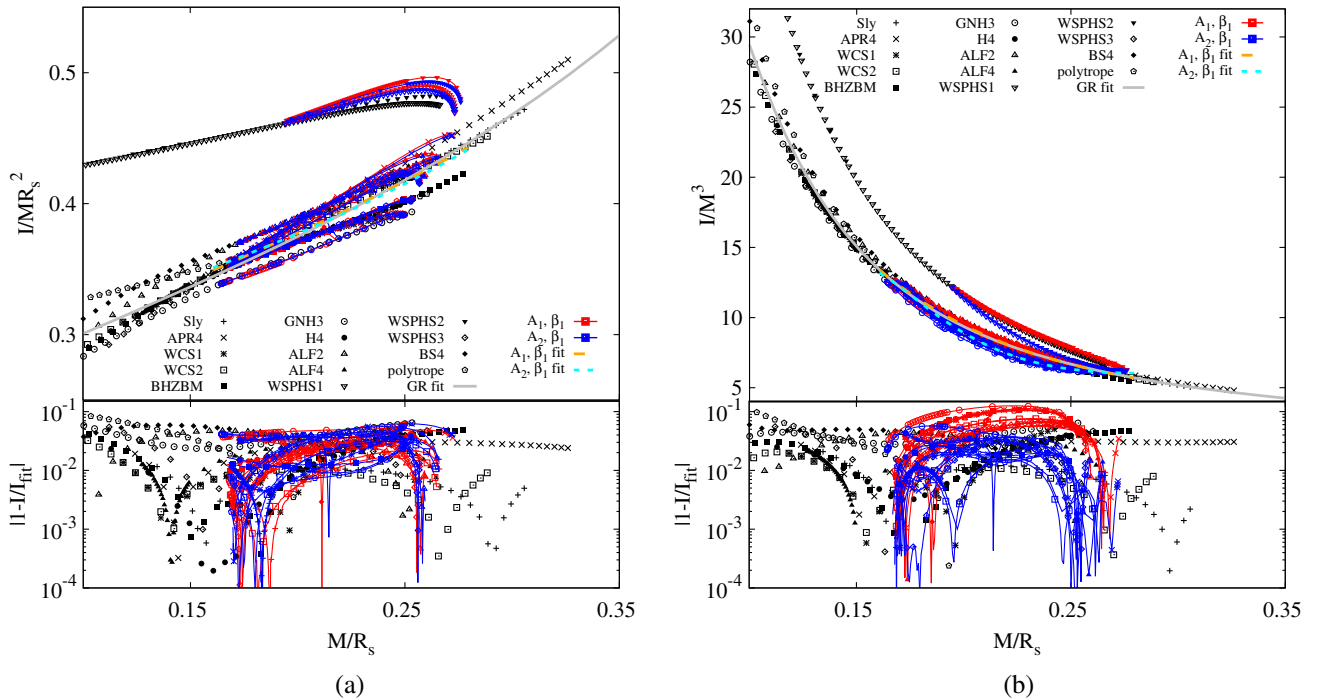 0.5
0.4
0.3
I/MR_s^2
Sly
APR4
WCS1
WCS2
BHZBM
GNH3
H4
ALF2
ALF4
WSPHS1
WSPHS2
WSPHS3
BS4
polytrope
GR fit
A_1, β_1
A_2, β_1
A_1, β_1 fit
A_2, β_1 fit
10^-1
10^-2
10^-3
10^-4
|1-I/I_fit|
0.15
0.25
0.35
M/R_s
(a)
30
25
20
15
10
5
I/M^3
Sly
APR4
WCS1
WCS2
BHZBM
GNH3
H4
ALF2
ALF4
WSPHS1
WSPHS2
WSPHS3
BS4
polytrope
A_1, β_1
A_2, β_1
A_1, β_1 fit
A_2, β_1 fit
GR fit
10^-1
10^-2
10^-3
10^-4
|1-I/I_fit|
0.15
0.25
0.35
M/R_s
(b)